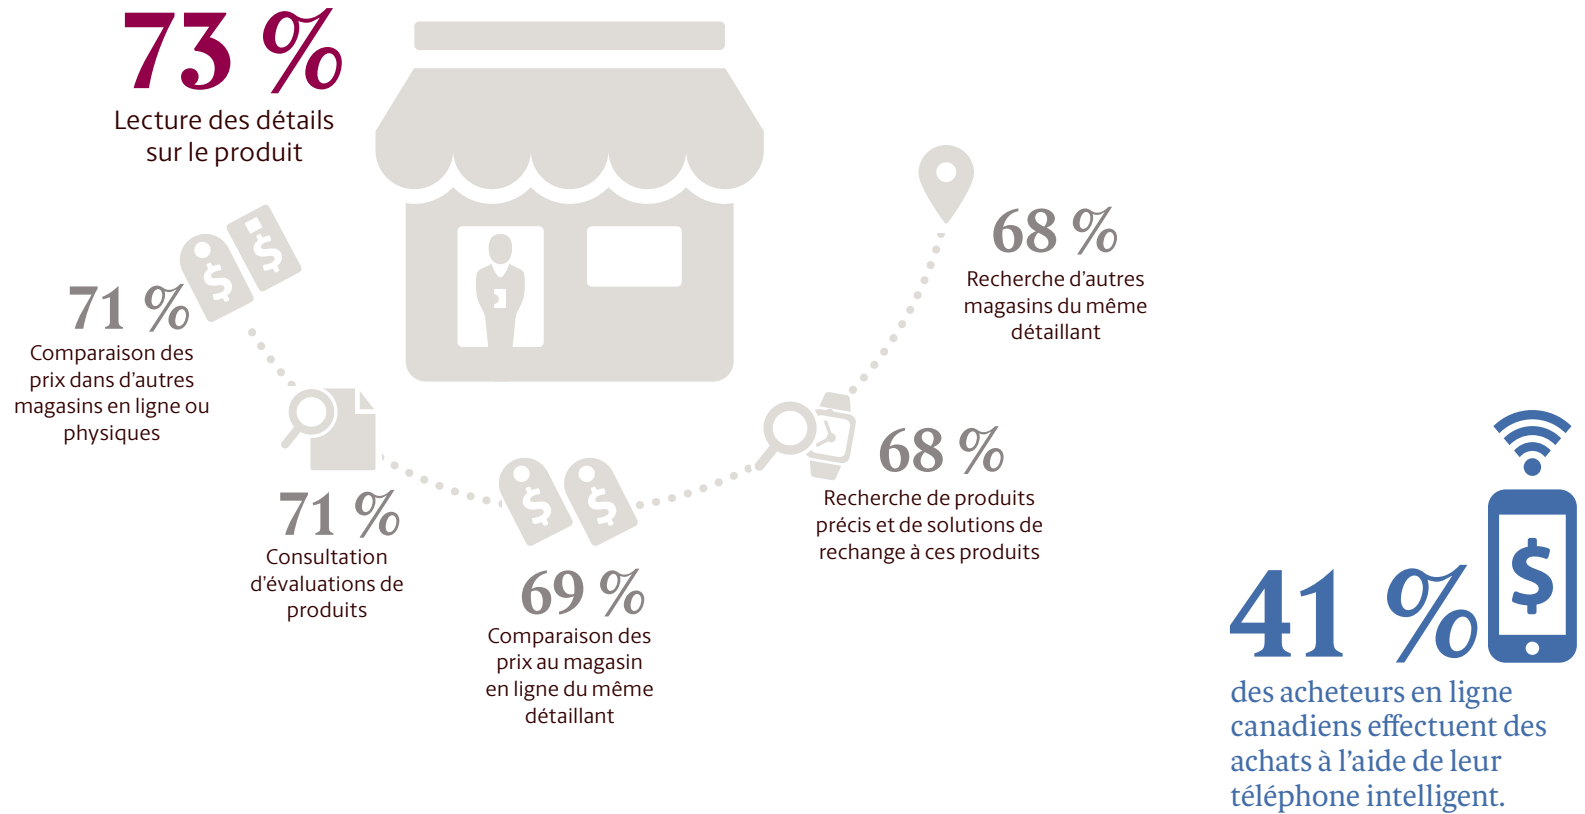 73 %
Lecture des détails
sur le produit
71 %
Comparaison des
prix dans d'autres
magasins en ligne ou
physiques
71 %
Consultation
d'évaluations de
produits
69 %
Comparaison des
prix au magasin
en ligne du même
détaillant
68 %
Recherche de produits
précis et de solutions de
rechange à ces produits
68 %
Recherche d'autres
magasins du même
détaillant
$
$
$
$
$
41 %
des acheteurs en ligne
canadiens effectuent des
achats à l'aide de leur
téléphone intelligent.